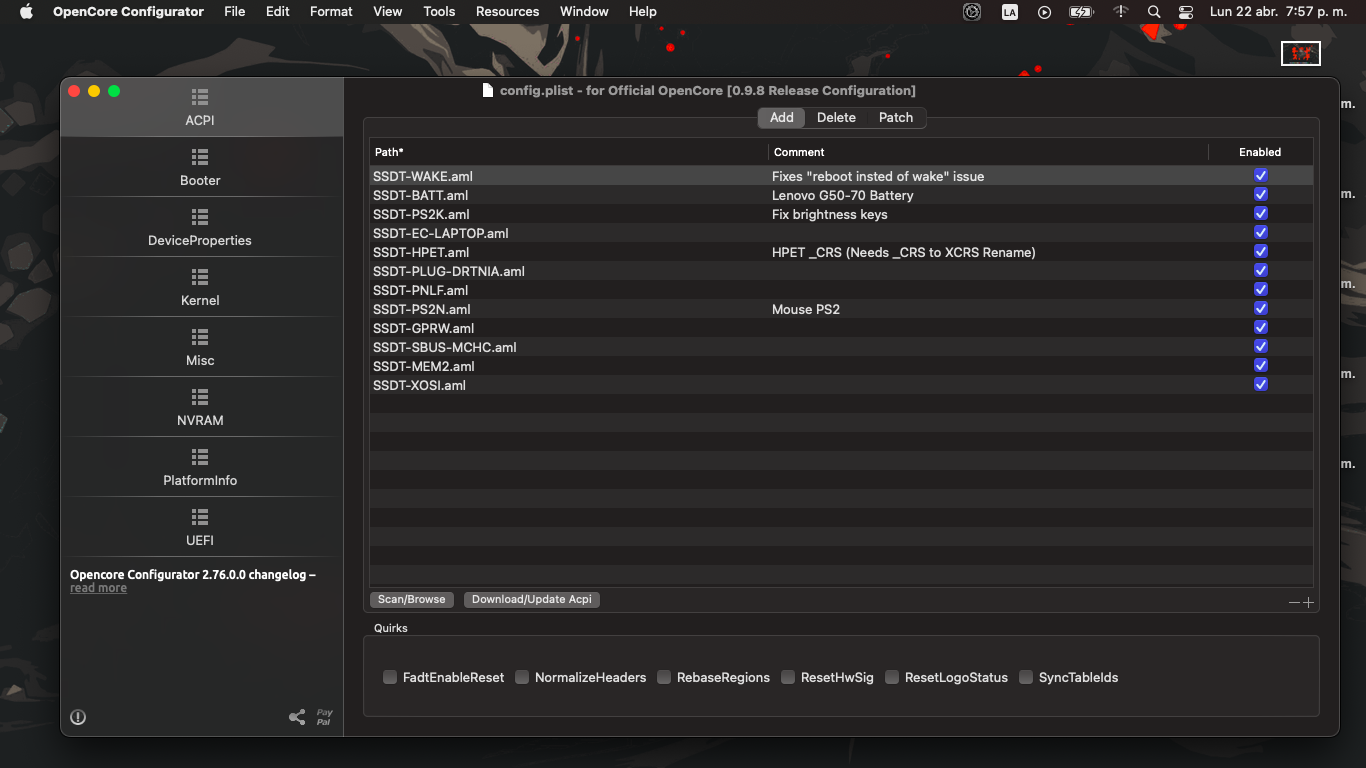 OpenCore Configurator File Edit Format View Tools Resources Window Help LA Lun 22 abr. 7:57 p. m.
config.plist - for Official OpenCore [0.9.8 Release Configuration]
ACPI
Booter
DeviceProperties
Kernel
Misc
NVRAM
PlatformInfo
UEFI
Opencore Configurator 2.76.0.0 changelog –
read more
Pay
Pal
Add Delete Patch
Path* Comment Enabled
SSDT-WAKE.aml Fixes "reboot insted of wake" issue
SSDT-BATT.aml Lenovo G50-70 Battery
SSDT-PS2K.aml Fix brightness keys
SSDT-EC-LAPTOP.aml
SSDT-HPET.aml HPET _CRS (Needs _CRS to XCRS Rename)
SSDT-PLUG-DRTNIA.aml
SSDT-PNLF.aml
SSDT-PS2N.aml Mouse PS2
SSDT-GPRW.aml
SSDT-SBUS-MCHC.aml
SSDT-MEM2.aml
SSDT-XOSI.aml
Scan/Browse Download/Update Acpi
Quirks
FadtEnableReset NormalizeHeaders RebaseRegions ResetHwSig ResetLogoStatus SyncTableIds
m.
m.
m.
m.
m.